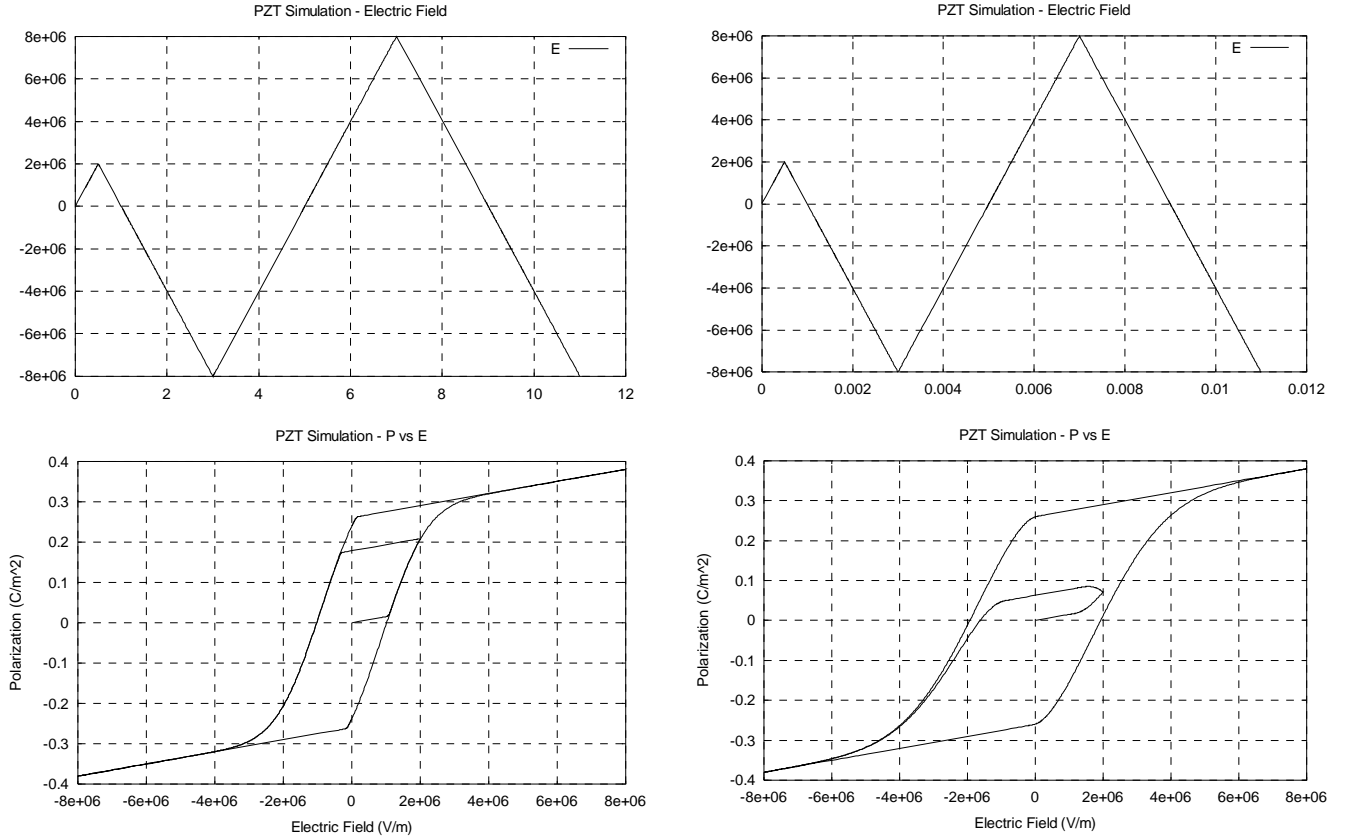 PZT Simulation - Electric Field
E
8e+06
6e+06
4e+06
2e+06
0
-2e+06
-4e+06
-6e+06
-8e+06
0 2 4 6 8 10 12
PZT Simulation - Electric Field
E
8e+06
6e+06
4e+06
2e+06
0
-2e+06
-4e+06
-6e+06
-8e+06
0 0.002 0.004 0.006 0.008 0.01 0.012
PZT Simulation - P vs E
Polarization (C/m^2)
0.4
0.3
0.2
0.1
0
-0.1
-0.2
-0.3
-0.4
-8e+06 -6e+06 -4e+06 -2e+06 0 2e+06 4e+06 6e+06 8e+06
Electric Field (V/m)
PZT Simulation - P vs E
Polarization (C/m^2)
0.4
0.3
0.2
0.1
0
-0.1
-0.2
-0.3
-0.4
-8e+06 -6e+06 -4e+06 -2e+06 0 2e+06 4e+06 6e+06 8e+06
Electric Field (V/m)